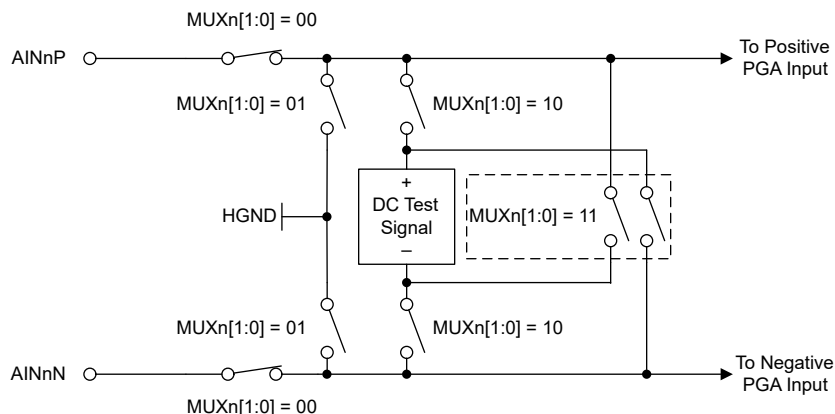 MUXn[1:0] = 00
AINnP
To Positive
PGA Input
MUXn[1:0] = 01
MUXn[1:0] = 10
+
DC Test
Signal
–
HGND
MUXn[1:0] = 11
MUXn[1:0] = 01
MUXn[1:0] = 10
AINnN
To Negative
PGA Input
MUXn[1:0] = 00